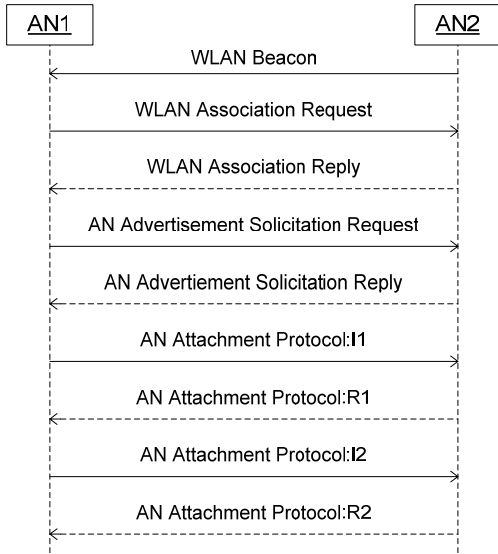 AN1 AN2
WLAN Beacon
WLAN Association Request
WLAN Association Reply
AN Advertisement Solicitation Request
AN Advertiement Solicitation Reply
AN Attachment Protocol:I1
AN Attachment Protocol:R1
AN Attachment Protocol:I2
AN Attachment Protocol:R2